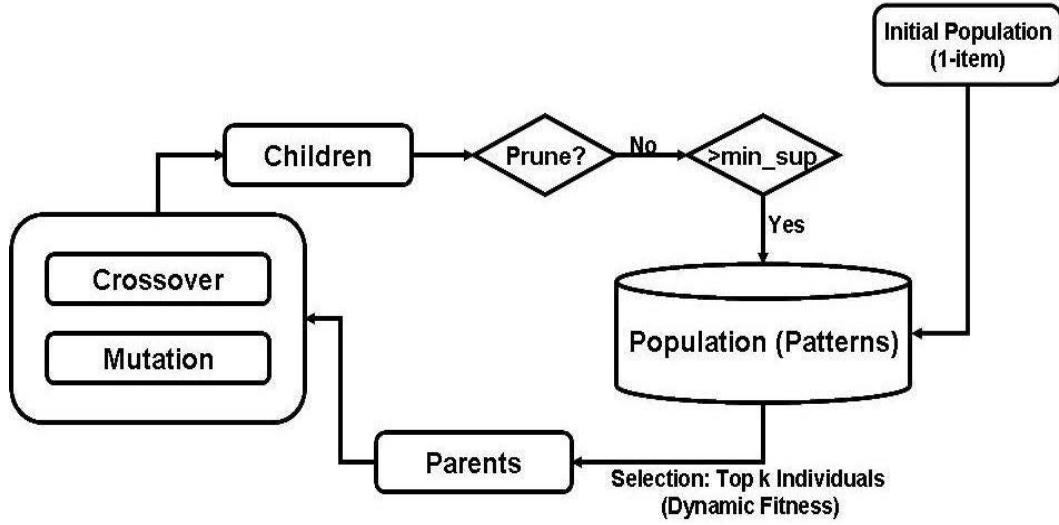 Initial Population
(1-item)
Children
Prune?
No
>min_sup
Yes
Crossover
Mutation
Population (Patterns)
Parents
Selection: Top k Individuals
(Dynamic Fitness)